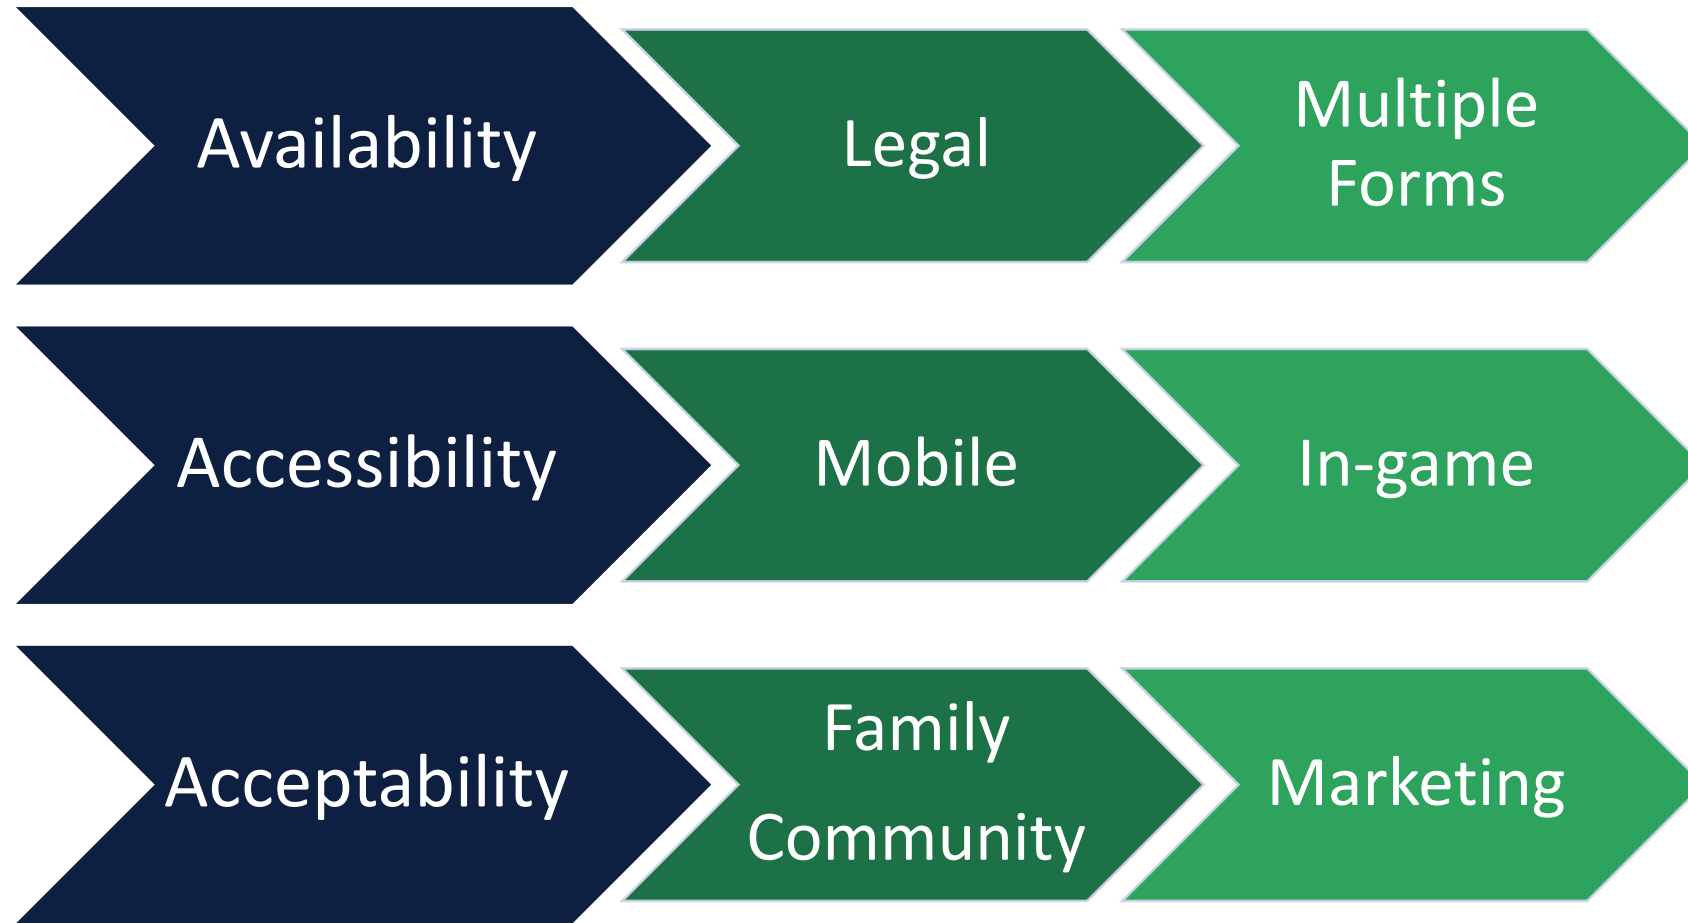 Availability
Legal
Multiple
Forms
Accessibility
Mobile
In-game
Acceptability
Family
Community
Marketing